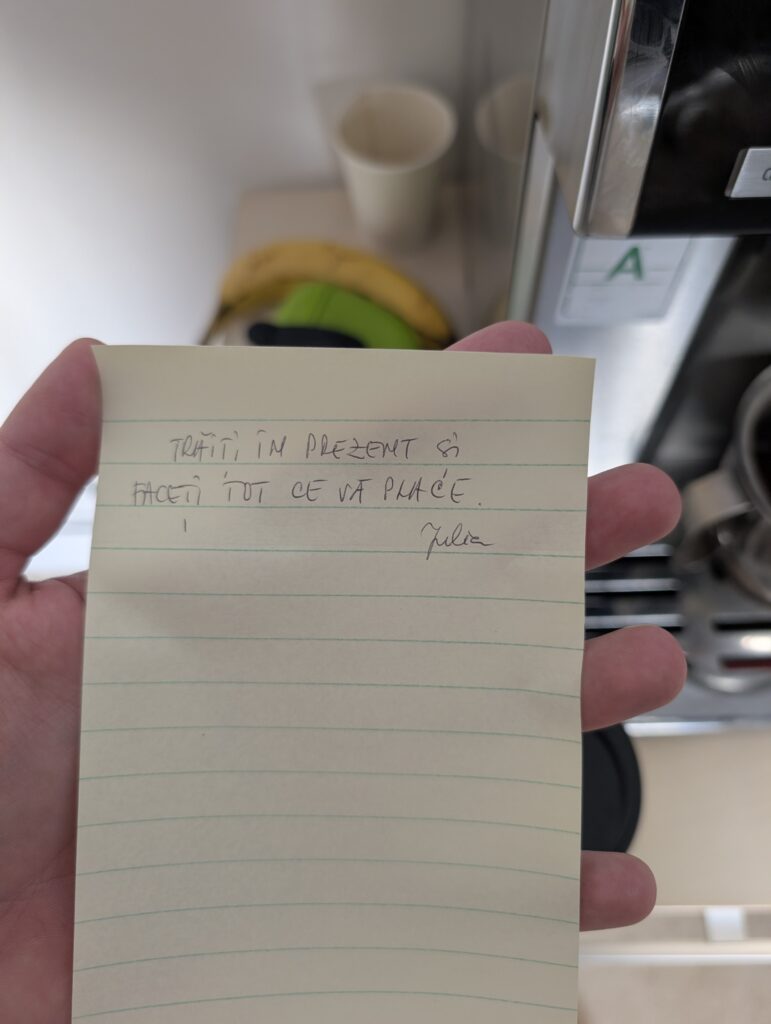 TRĂIȚI ÎN PREZENT și
FACEȚI TOT CE VĂ PLACE.
Julia
A